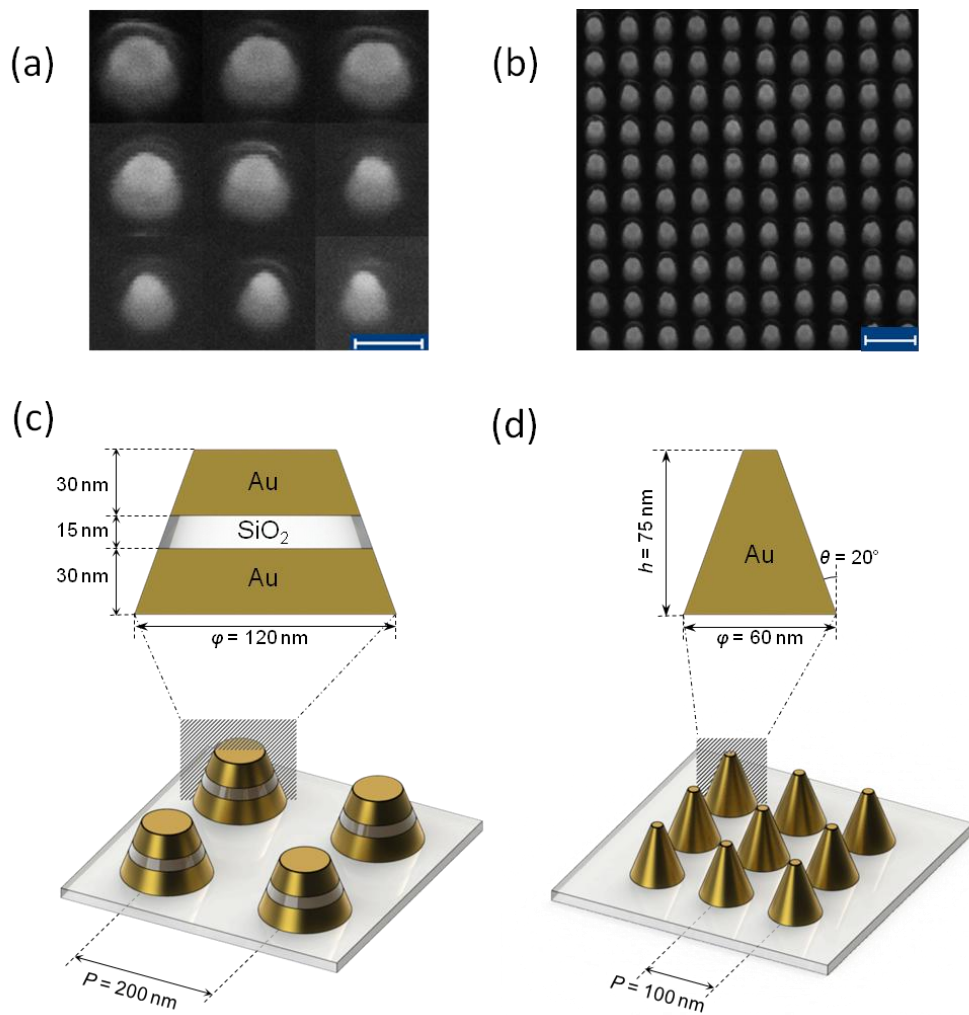 (a)
(b)
(c)
30 nm
Au
15 nm
SiO₂
30 nm
Au
φ = 120 nm
P = 200 nm
(d)
h = 75 nm
Au
θ = 20°
φ = 60 nm
P = 100 nm